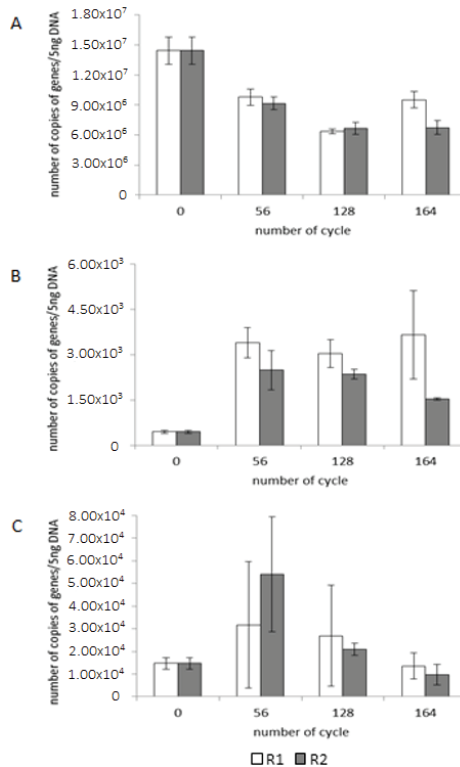 A
number of copies of genes/5ng DNA
1.80x10⁷
1.50x10⁷
1.20x10⁷
9.00x10⁶
6.00x10⁶
3.00x10⁶
0
0 56 128 164
number of cycle
B
number of copies of genes/5ng DNA
6.00x10³
4.50x10³
3.00x10³
1.50x10³
0
0 56 128 164
number of cycle
C
number of copies of genes/5ng DNA
8.00x10⁴
7.00x10⁴
6.00x10⁴
5.00x10⁴
4.00x10⁴
3.00x10⁴
2.00x10⁴
1.00x10⁴
0
0 56 128 164
number of cycle
R1 R2